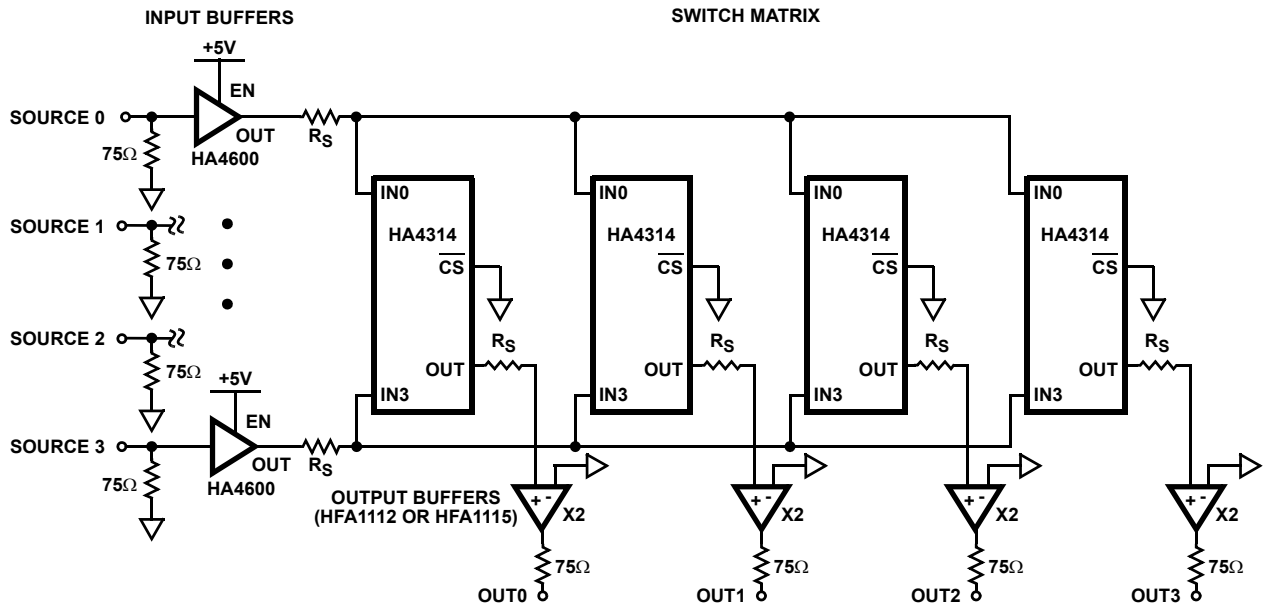 INPUT BUFFERS
SWITCH MATRIX
+5V
EN
SOURCE 0
OUT
RS
75Ω
HA4600
IN0
IN0
IN0
IN0
SOURCE 1
HA4314
HA4314
HA4314
HA4314
75Ω
CS
CS
CS
CS
SOURCE 2
RS
RS
RS
RS
75Ω
+5V
OUT
OUT
OUT
OUT
EN
IN3
IN3
IN3
IN3
SOURCE 3
OUT
RS
75Ω
HA4600
OUTPUT BUFFERS
(HFA1112 OR HFA1115)
+ -
X2
+ -
X2
+ -
X2
+ -
X2
75Ω
75Ω
75Ω
75Ω
OUT0
OUT1
OUT2
OUT3